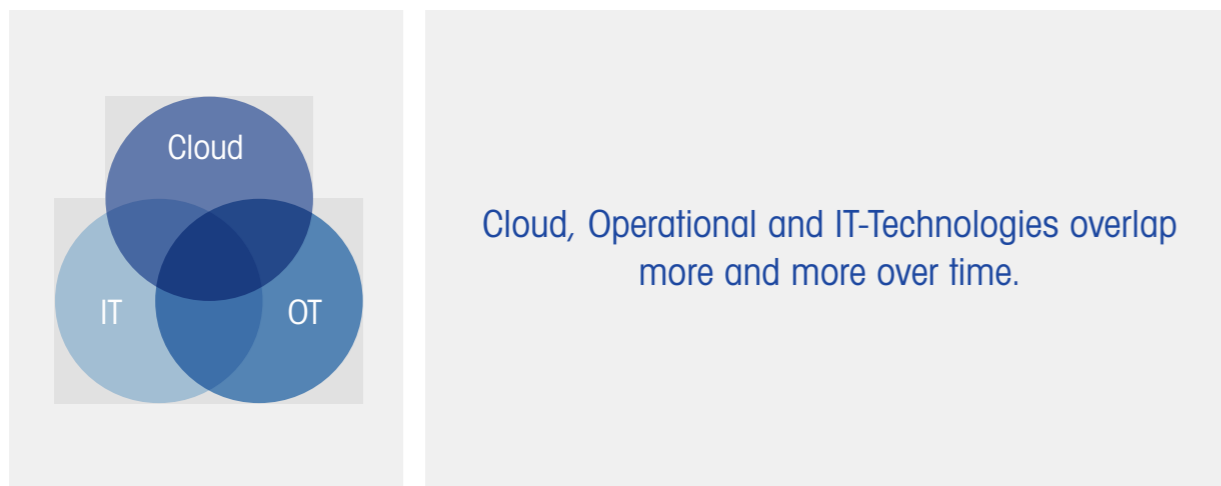 Cloud
IT
OT
Cloud, Operational and IT-Technologies overlap
more and more over time.